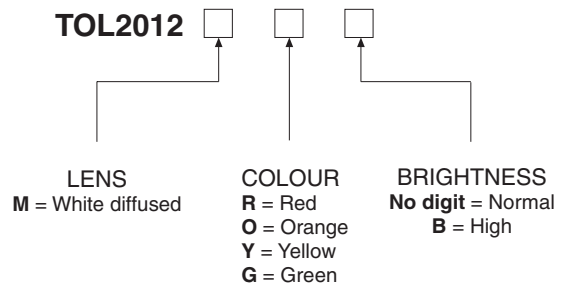 TOL2012
LENS
M = White diffused
COLOUR
R = Red
O = Orange
Y = Yellow
G = Green
BRIGHTNESS
No digit = Normal
B = High